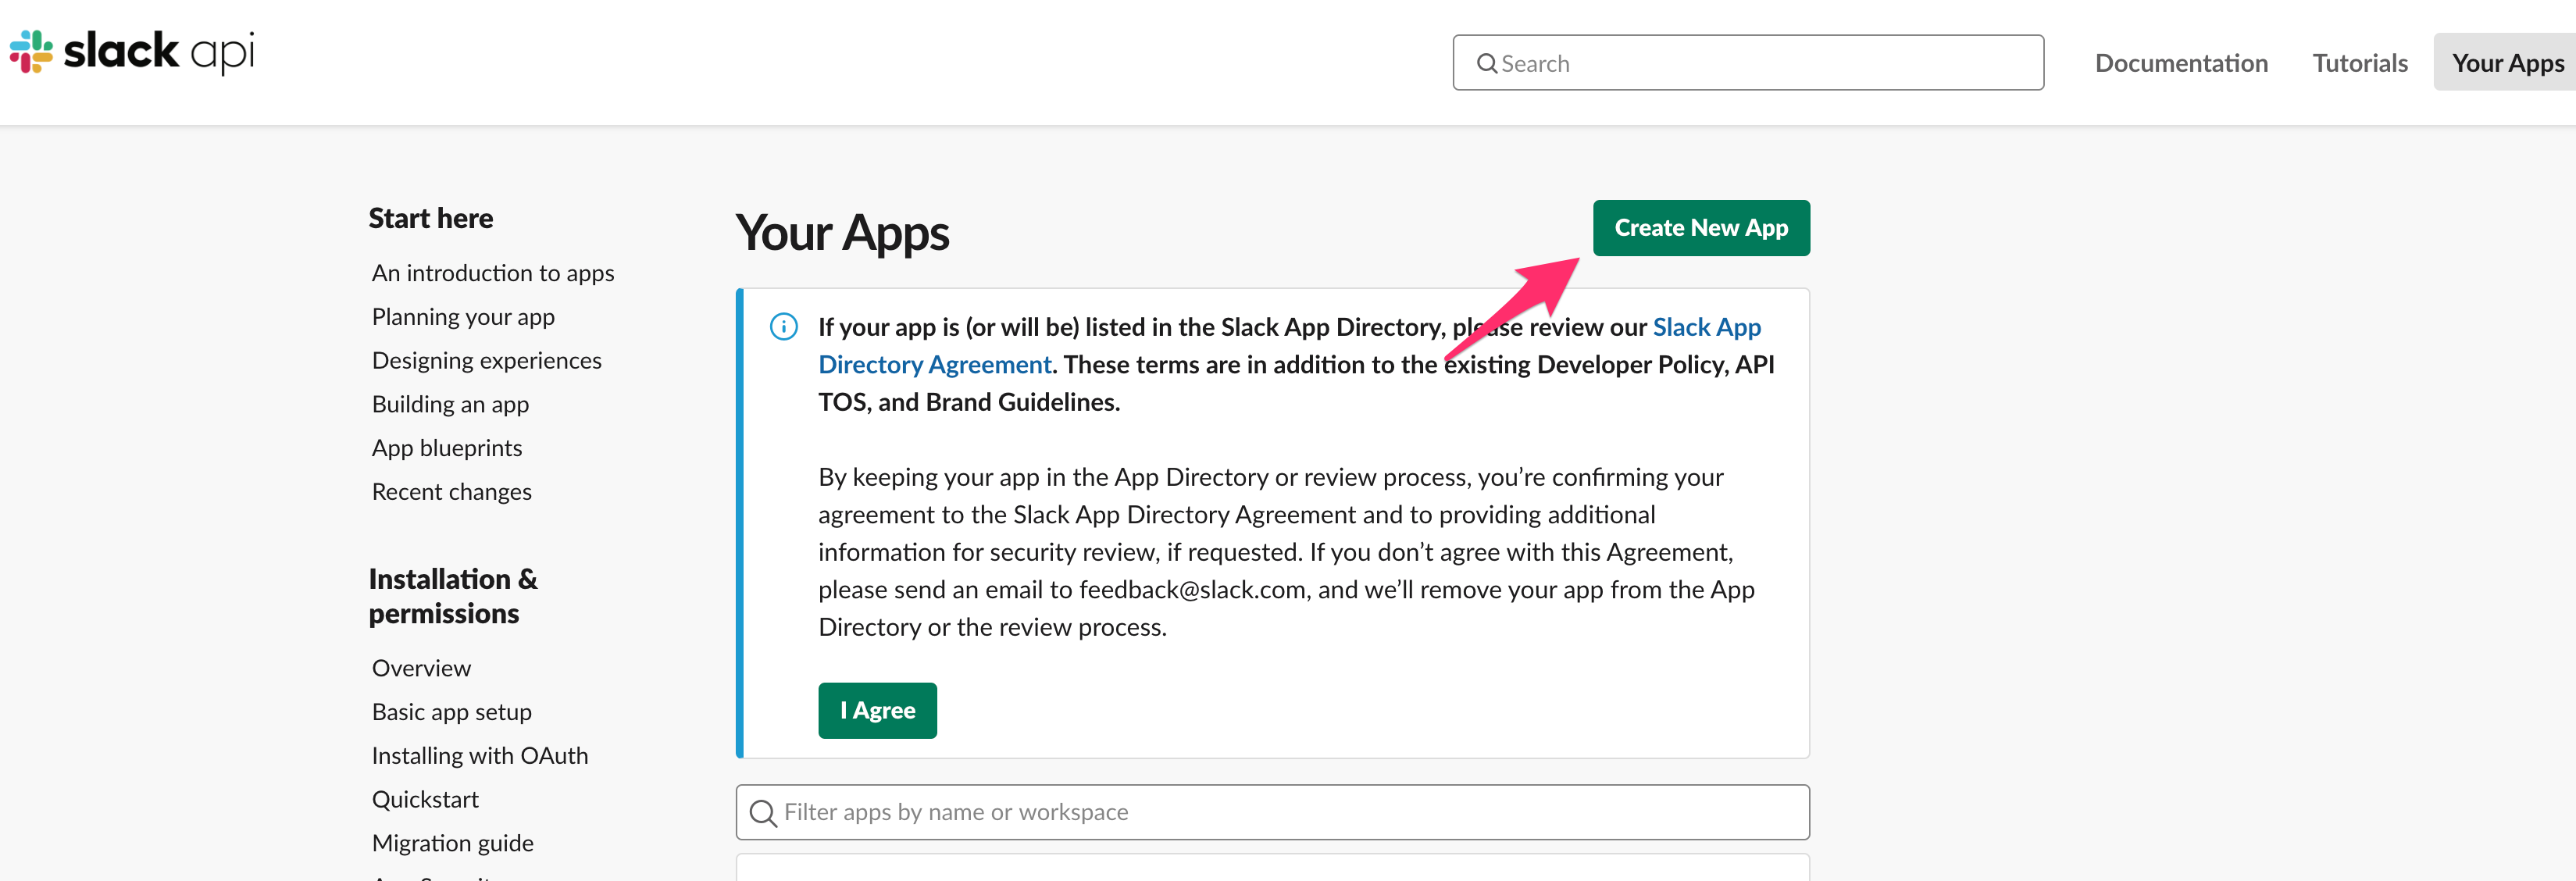 slack api
Search
Documentation
Tutorials
Your Apps
Start here
An introduction to apps
Planning your app
Designing experiences
Building an app
App blueprints
Recent changes
Installation &
permissions
Overview
Basic app setup
Installing with OAuth
Quickstart
Migration guide
Your Apps
Create New App
If your app is (or will be) listed in the Slack App Directory, please review our Slack App
Directory Agreement. These terms are in addition to the existing Developer Policy, API
TOS, and Brand Guidelines.
By keeping your app in the App Directory or review process, you’re confirming your
agreement to the Slack App Directory Agreement and to providing additional
information for security review, if requested. If you don’t agree with this Agreement,
please send an email to feedback@slack.com, and we’ll remove your app from the App
Directory or the review process.
I Agree
Filter apps by name or workspace